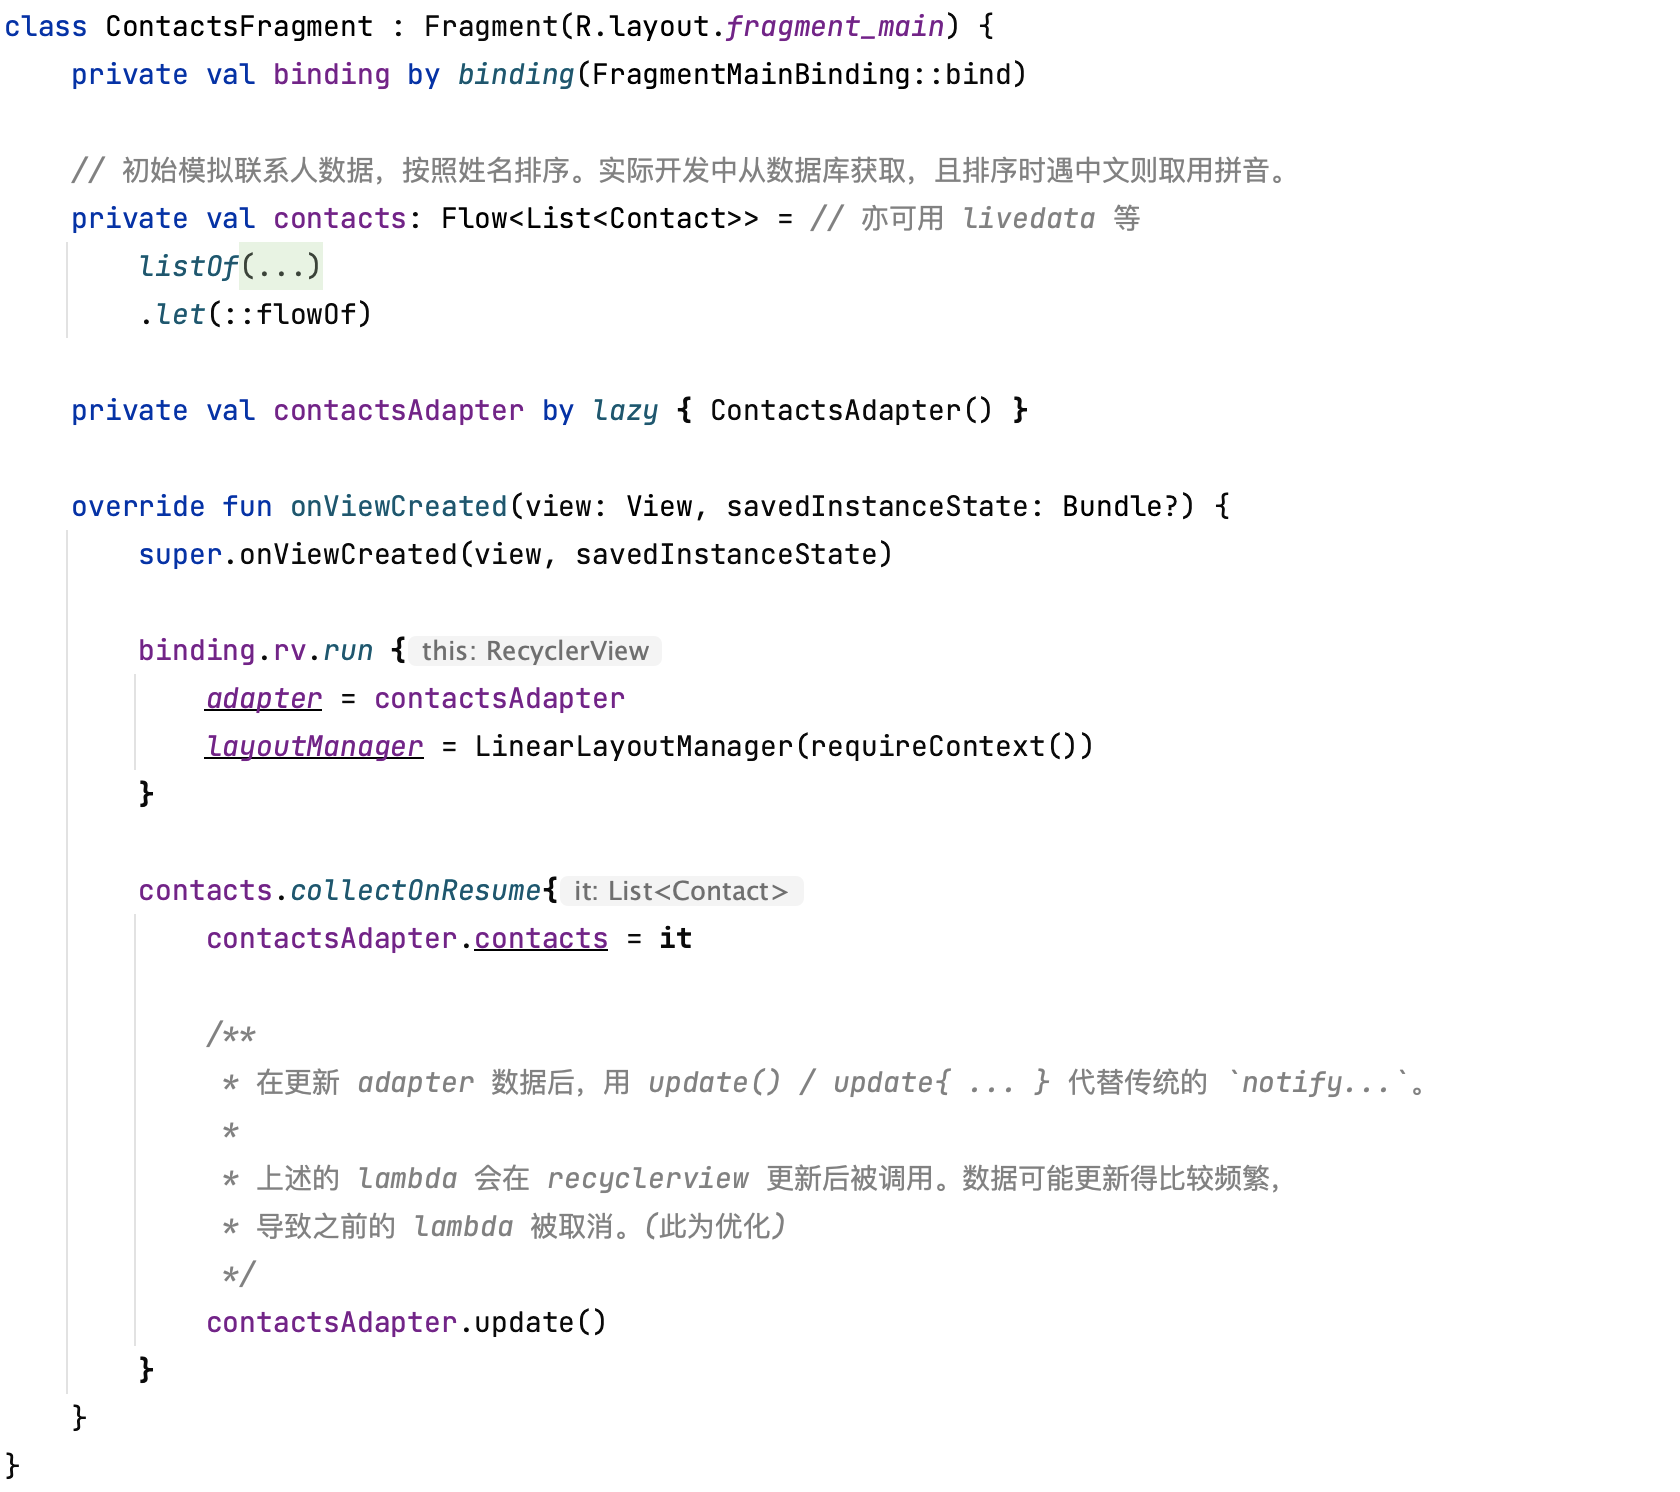 class ContactsFragment : Fragment(R.layout.fragment_main) {
    private val binding by binding(FragmentMainBinding::bind)

    // 初始模拟联系人数据，按照姓名排序。实际开发中从数据库获取，且排序时遇中文则取用拼音。
    private val contacts: Flow<List<Contact>> = // 亦可用 livedata 等
        listOf(...)
        .let(::flowOf)

    private val contactsAdapter by lazy { ContactsAdapter() }

    override fun onViewCreated(view: View, savedInstanceState: Bundle?) {
        super.onViewCreated(view, savedInstanceState)

        binding.rv.run { this: RecyclerView
            adapter = contactsAdapter
            layoutManager = LinearLayoutManager(requireContext())
        }

        contacts.collectOnResume{ it: List<Contact>
            contactsAdapter.contacts = it

            /**
             * 在更新 adapter 数据后，用 update() / update{ ... } 代替传统的 `notify...`。
             *
             * 上述的 lambda 会在 recyclerview 更新后被调用。数据可能更新得比较频繁，
             * 导致之前的 lambda 被取消。(此为优化)
             */
            contactsAdapter.update()
        }
    }
}